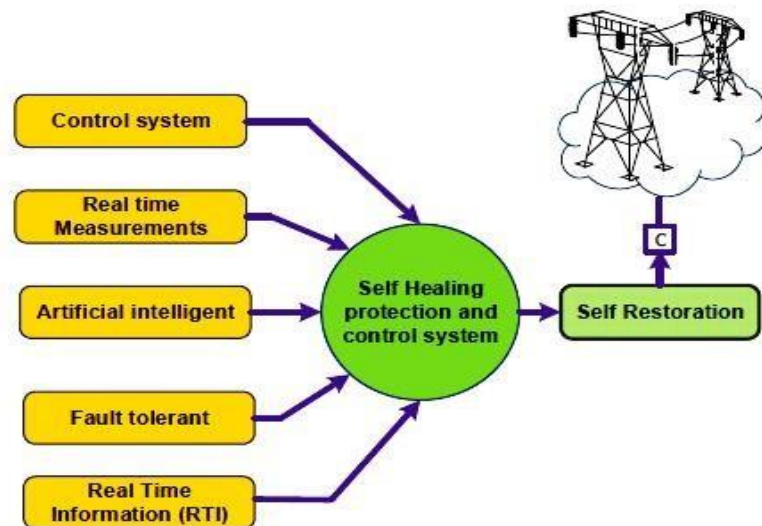 Control system
Real time
Measurements
Artificial intelligent
Fault tolerant
Real Time
Information (RTI)
Self Healing
protection and
control system
Self Restoration
C